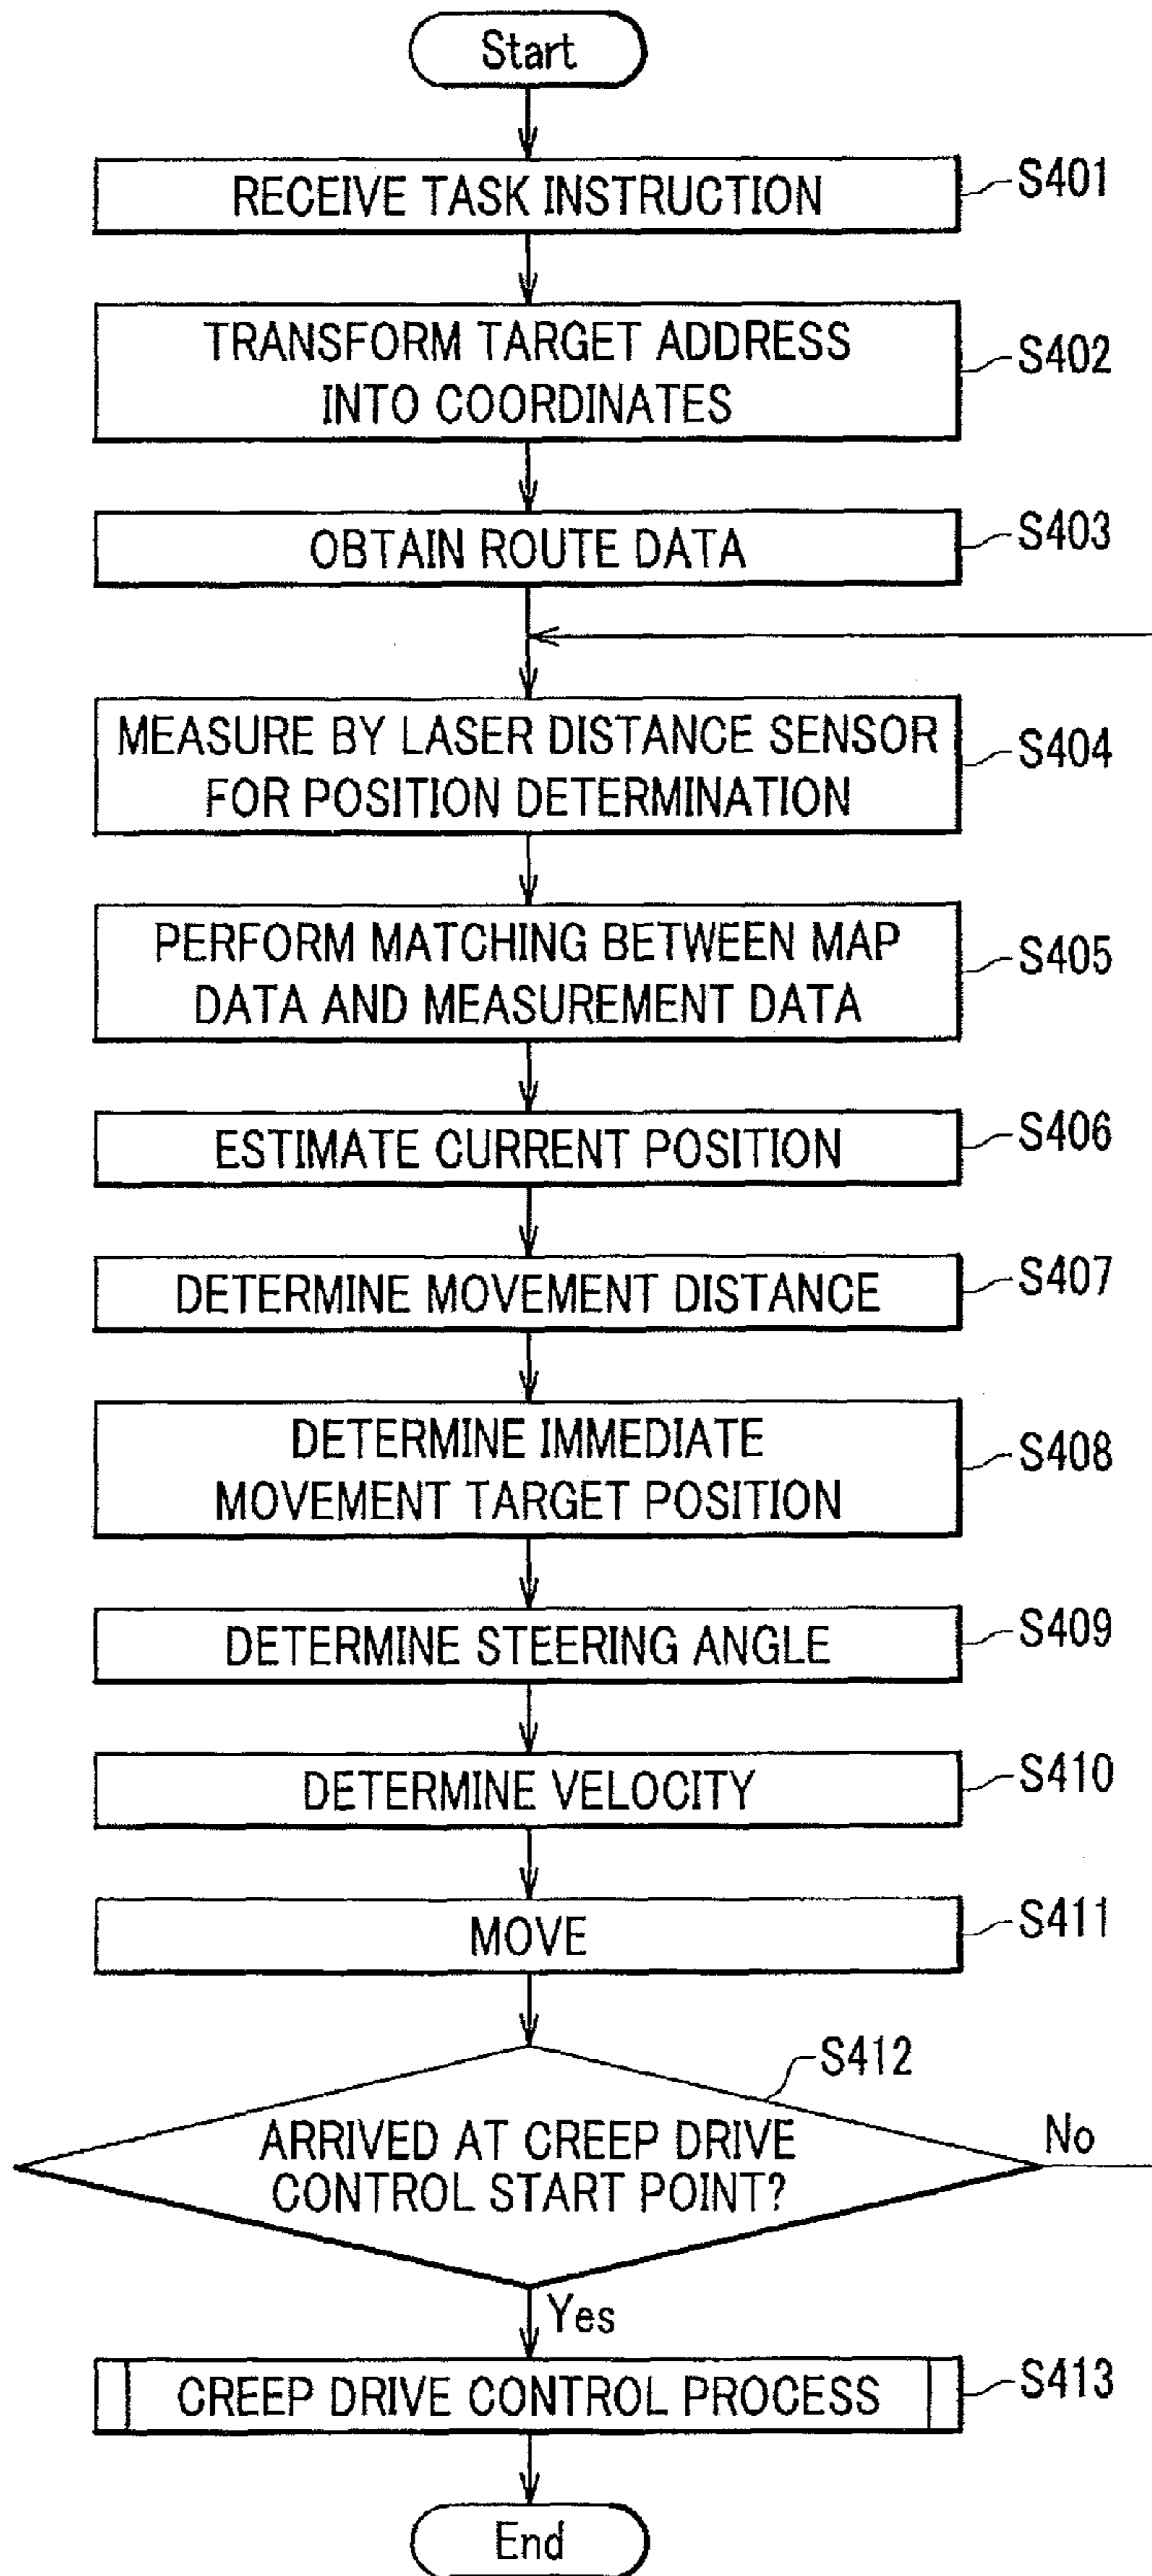 Start
RECEIVE TASK INSTRUCTION
S401
TRANSFORM TARGET ADDRESS
INTO COORDINATES
S402
OBTAIN ROUTE DATA
S403
MEASURE BY LASER DISTANCE SENSOR
FOR POSITION DETERMINATION
S404
PERFORM MATCHING BETWEEN MAP
DATA AND MEASUREMENT DATA
S405
ESTIMATE CURRENT POSITION
S406
DETERMINE MOVEMENT DISTANCE
S407
DETERMINE IMMEDIATE
MOVEMENT TARGET POSITION
S408
DETERMINE STEERING ANGLE
S409
DETERMINE VELOCITY
S410
MOVE
S411
S412
ARRIVED AT CREEP DRIVE
CONTROL START POINT?
No
Yes
CREEP DRIVE CONTROL PROCESS
S413
End